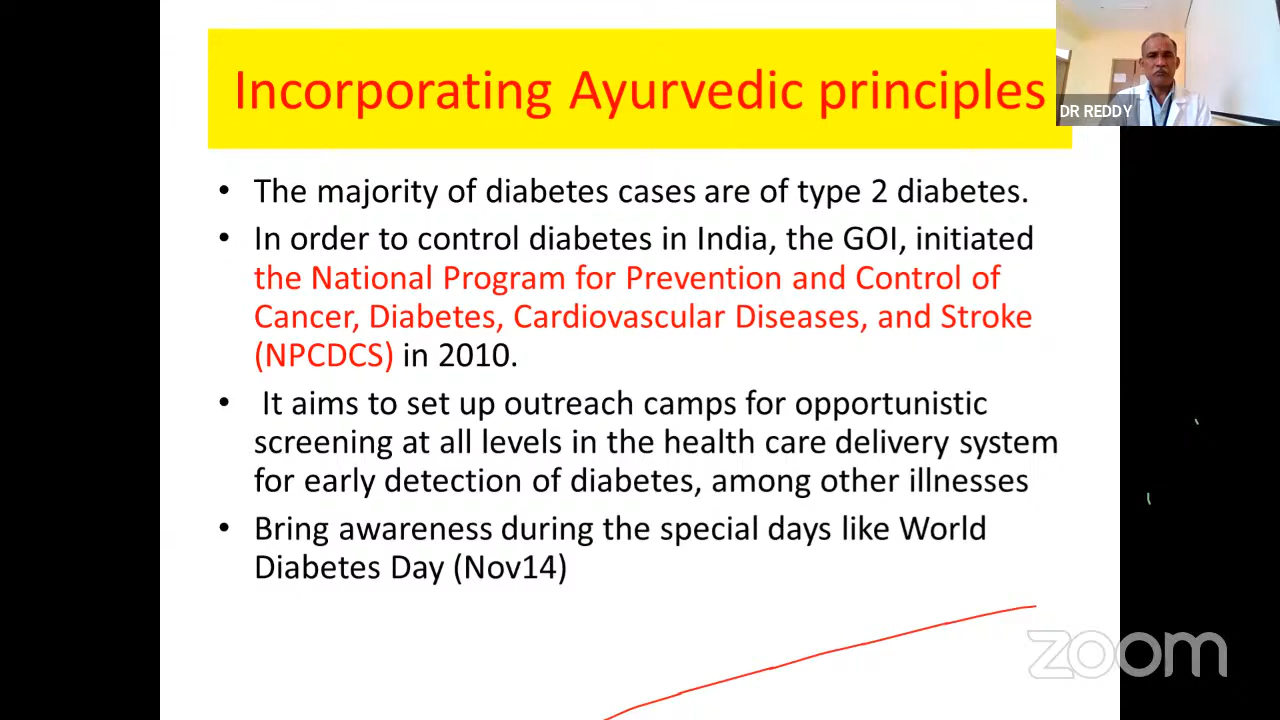 Incorporating Ayurvedic principles
DR REDDY
• The majority of diabetes cases are of type 2 diabetes.
• In order to control diabetes in India, the GOI, initiated
the National Program for Prevention and Control of
Cancer, Diabetes, Cardiovascular Diseases, and Stroke
(NPCDCS) in 2010.
• It aims to set up outreach camps for opportunistic
screening at all levels in the health care delivery system
for early detection of diabetes, among other illnesses
• Bring awareness during the special days like World
Diabetes Day (Nov14)
zoom